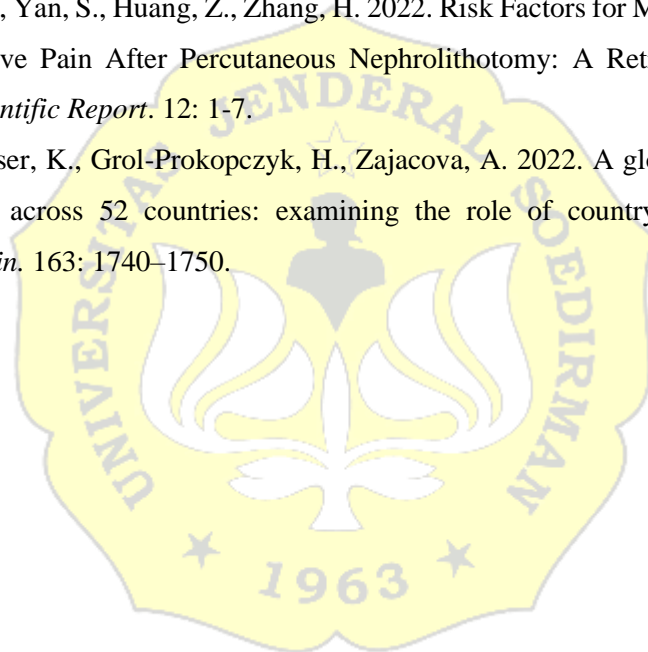 , Yan, S., Huang, Z., Zhang, H. 2022. Risk Factors for M
ve Pain After Percutaneous Nephrolithotomy: A Ret
ntific Report. 12: 1-7.
ser, K., Grol-Prokopczyk, H., Zajacova, A. 2022. A glo
across 52 countries: examining the role of country
in. 163: 1740–1750.
UNIVERSITAS JENDERAL SOEDIRMAN
1963